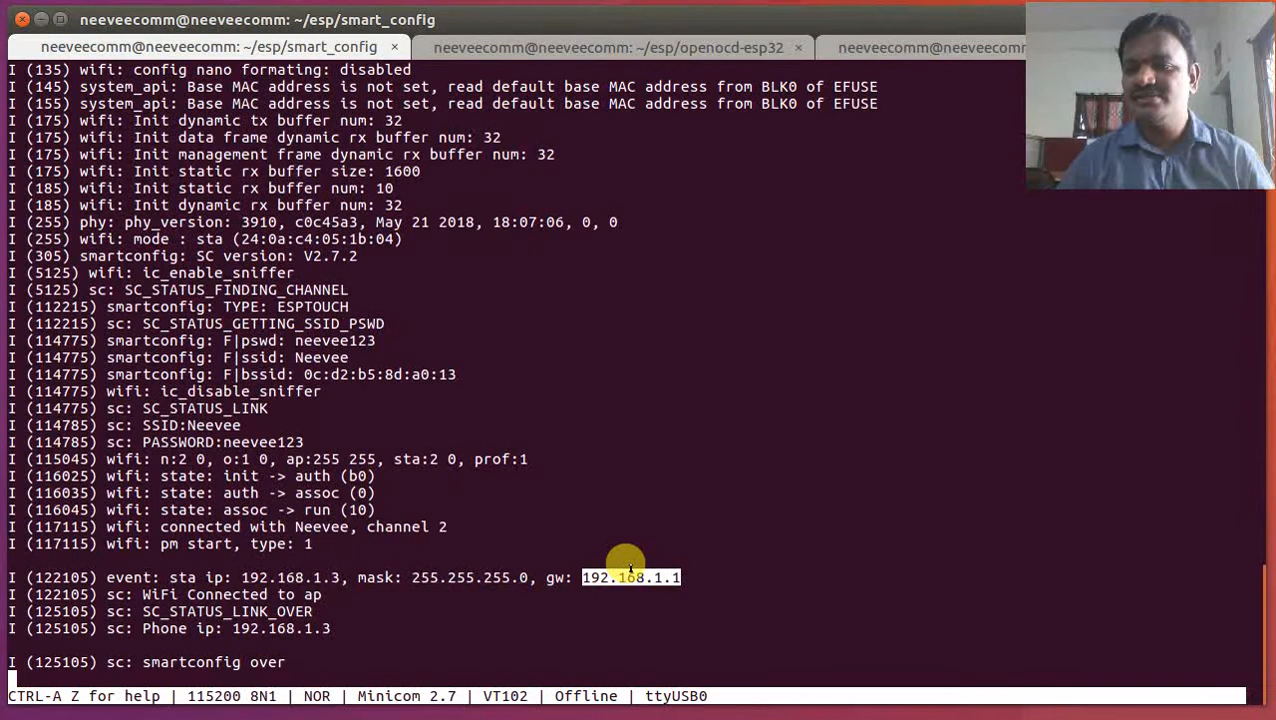 neeveecomm@neeveecomm: ~/esp/smart_config
neeveecomm@neeveecomm: ~/esp/smart_config × neeveecomm@neeveecomm: ~/esp/openocd-esp32 × neeveecomm@neeveecomm:
I (135) wifi: config nano formating: disabled
I (145) system_api: Base MAC address is not set, read default base MAC address from BLK0 of EFUSE
I (155) system_api: Base MAC address is not set, read default base MAC address from BLK0 of EFUSE
I (175) wifi: Init dynamic tx buffer num: 32
I (175) wifi: Init data frame dynamic rx buffer num: 32
I (175) wifi: Init management frame dynamic rx buffer num: 32
I (175) wifi: Init static rx buffer size: 1600
I (185) wifi: Init static rx buffer num: 10
I (185) wifi: Init dynamic rx buffer num: 32
I (255) phy: phy_version: 3910, c0c45a3, May 21 2018, 18:07:06, 0, 0
I (255) wifi: mode : sta (24:0a:c4:05:1b:04)
I (305) smartconfig: SC version: V2.7.2
I (5125) wifi: ic_enable_sniffer
I (5125) sc: SC_STATUS_FINDING_CHANNEL
I (112215) smartconfig: TYPE: ESPTOUCH
I (112215) sc: SC_STATUS_GETTING_SSID_PSWD
I (114775) smartconfig: F|pswd: neevee123
I (114775) smartconfig: F|ssid: Neevee
I (114775) smartconfig: F|bssid: 0c:d2:b5:8d:a0:13
I (114775) wifi: ic_disable_sniffer
I (114775) sc: SC_STATUS_LINK
I (114785) sc: SSID:Neevee
I (114785) sc: PASSWORD:neevee123
I (115045) wifi: n:2 0, o:1 0, ap:255 255, sta:2 0, prof:1
I (116025) wifi: state: init -> auth (b0)
I (116035) wifi: state: auth -> assoc (0)
I (116045) wifi: state: assoc -> run (10)
I (117115) wifi: connected with Neevee, channel 2
I (117115) wifi: pm start, type: 1
I (122105) event: sta ip: 192.168.1.3, mask: 255.255.255.0, gw: 192.168.1.1
I (122105) sc: WiFi Connected to ap
I (125105) sc: SC_STATUS_LINK_OVER
I (125105) sc: Phone ip: 192.168.1.3
I (125105) sc: smartconfig over
CTRL-A Z for help | 115200 8N1 | NOR | Minicom 2.7 | VT102 | Offline | ttyUSB0